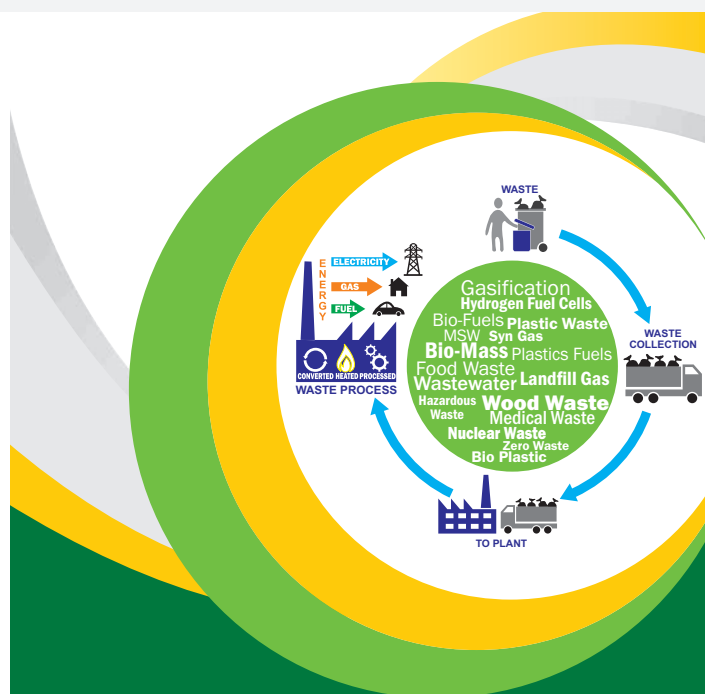 WASTE
WASTE
COLLECTION
TO PLANT
WASTE PROCESS
CONVERTED HEATED PROCESSED
ENERGY
ELECTRICITY
GAS
FUEL
Gasification
Hydrogen Fuel Cells
Bio-Fuels Plastic Waste
MSW Syn Gas
Bio-Mass Plastics Fuels
Food Waste
Wastewater Landfill Gas
Hazardous
Waste
Wood Waste
Medical Waste
Nuclear Waste
Zero Waste
Bio Plastic